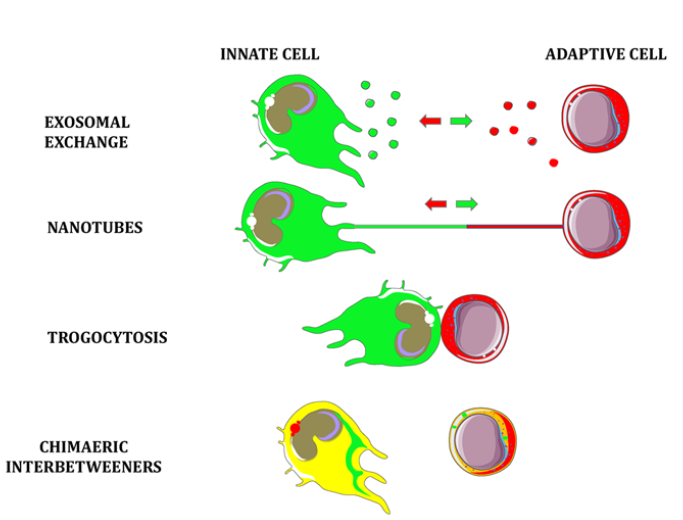 INNATE CELL
ADAPTIVE CELL
EXOSOMAL
EXCHANGE
NANOTUBES
TROGOCYTOSIS
CHIMAERIC
INTERBETWEENERS